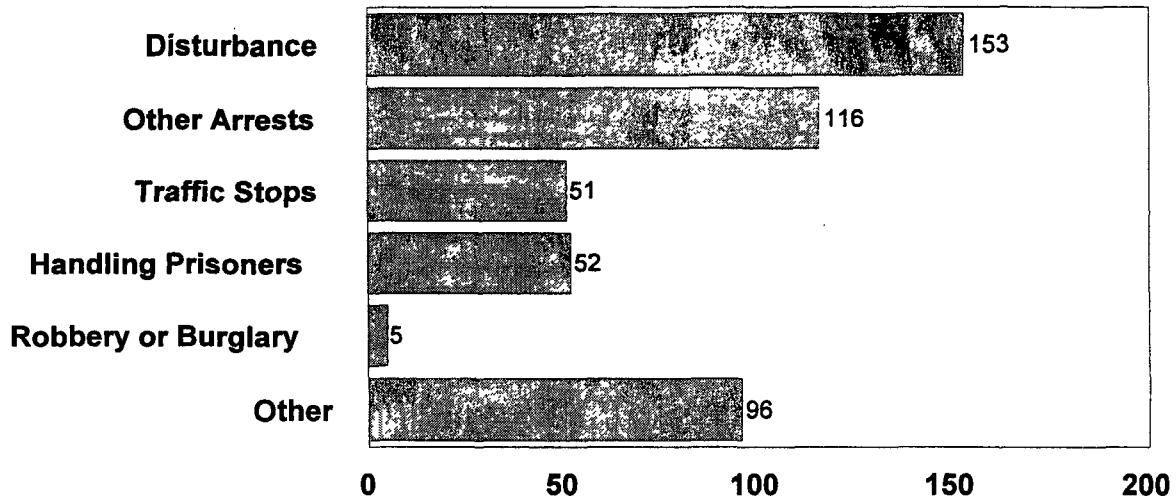 Disturbance 153
Other Arrests 116
Traffic Stops 51
Handling Prisoners 52
Robbery or Burglary 5
Other 96
0 50 100 150 200